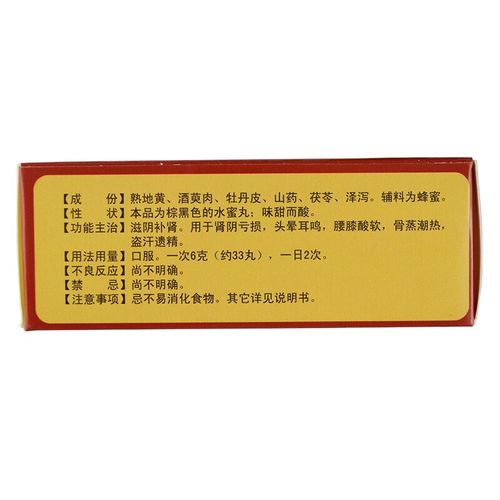 【成　　份】熟地黄、酒萸肉、牡丹皮、山药、茯苓、泽泻。辅料为蜂蜜。
【性　　状】本品为棕黑色的水蜜丸；味甜而酸。
【功能主治】滋阴补肾。用于肾阴亏损，头晕耳鸣，腰膝酸软，骨蒸潮热，
盗汗遗精。
【用法用量】口服。一次6克（约33丸），一日2次。
【不良反应】尚不明确。
【禁　　忌】尚不明确。
【注意事项】忌不易消化食物。其它详见说明书。